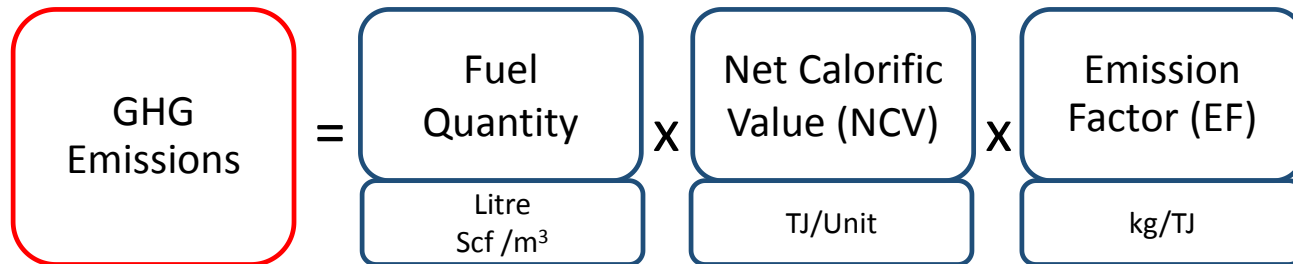 GHG
Emissions
=
Fuel
Quantity
x
Net Calorific
Value (NCV)
x
Emission
Factor (EF)
Litre
Scf /m³
TJ/Unit
kg/TJ